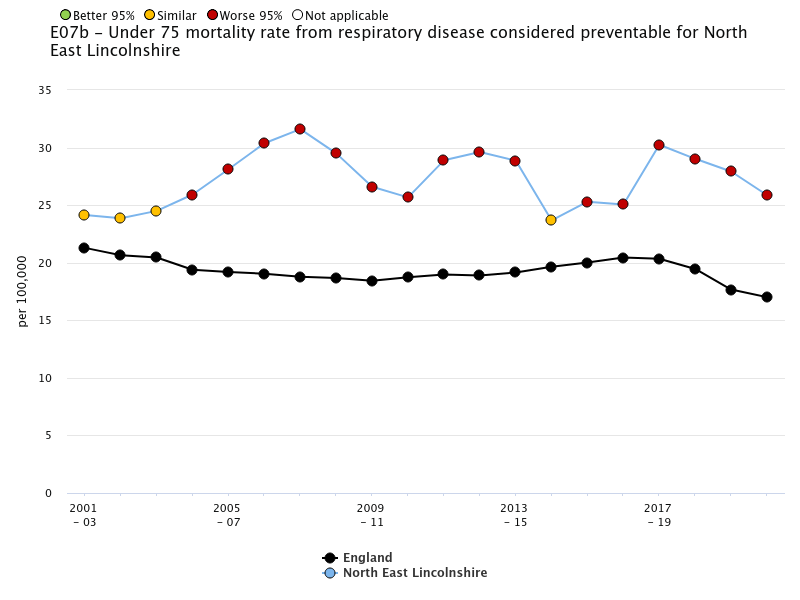 Better 95% Similar Worse 95% Not applicable
E07b – Under 75 mortality rate from respiratory disease considered preventable for North
East Lincolnshire
35
30
25
20
15
10
5
0
per 100,000
2001 2005 2009 2013 2017
– 03 – 07 – 11 – 15 – 19
England
North East Lincolnshire